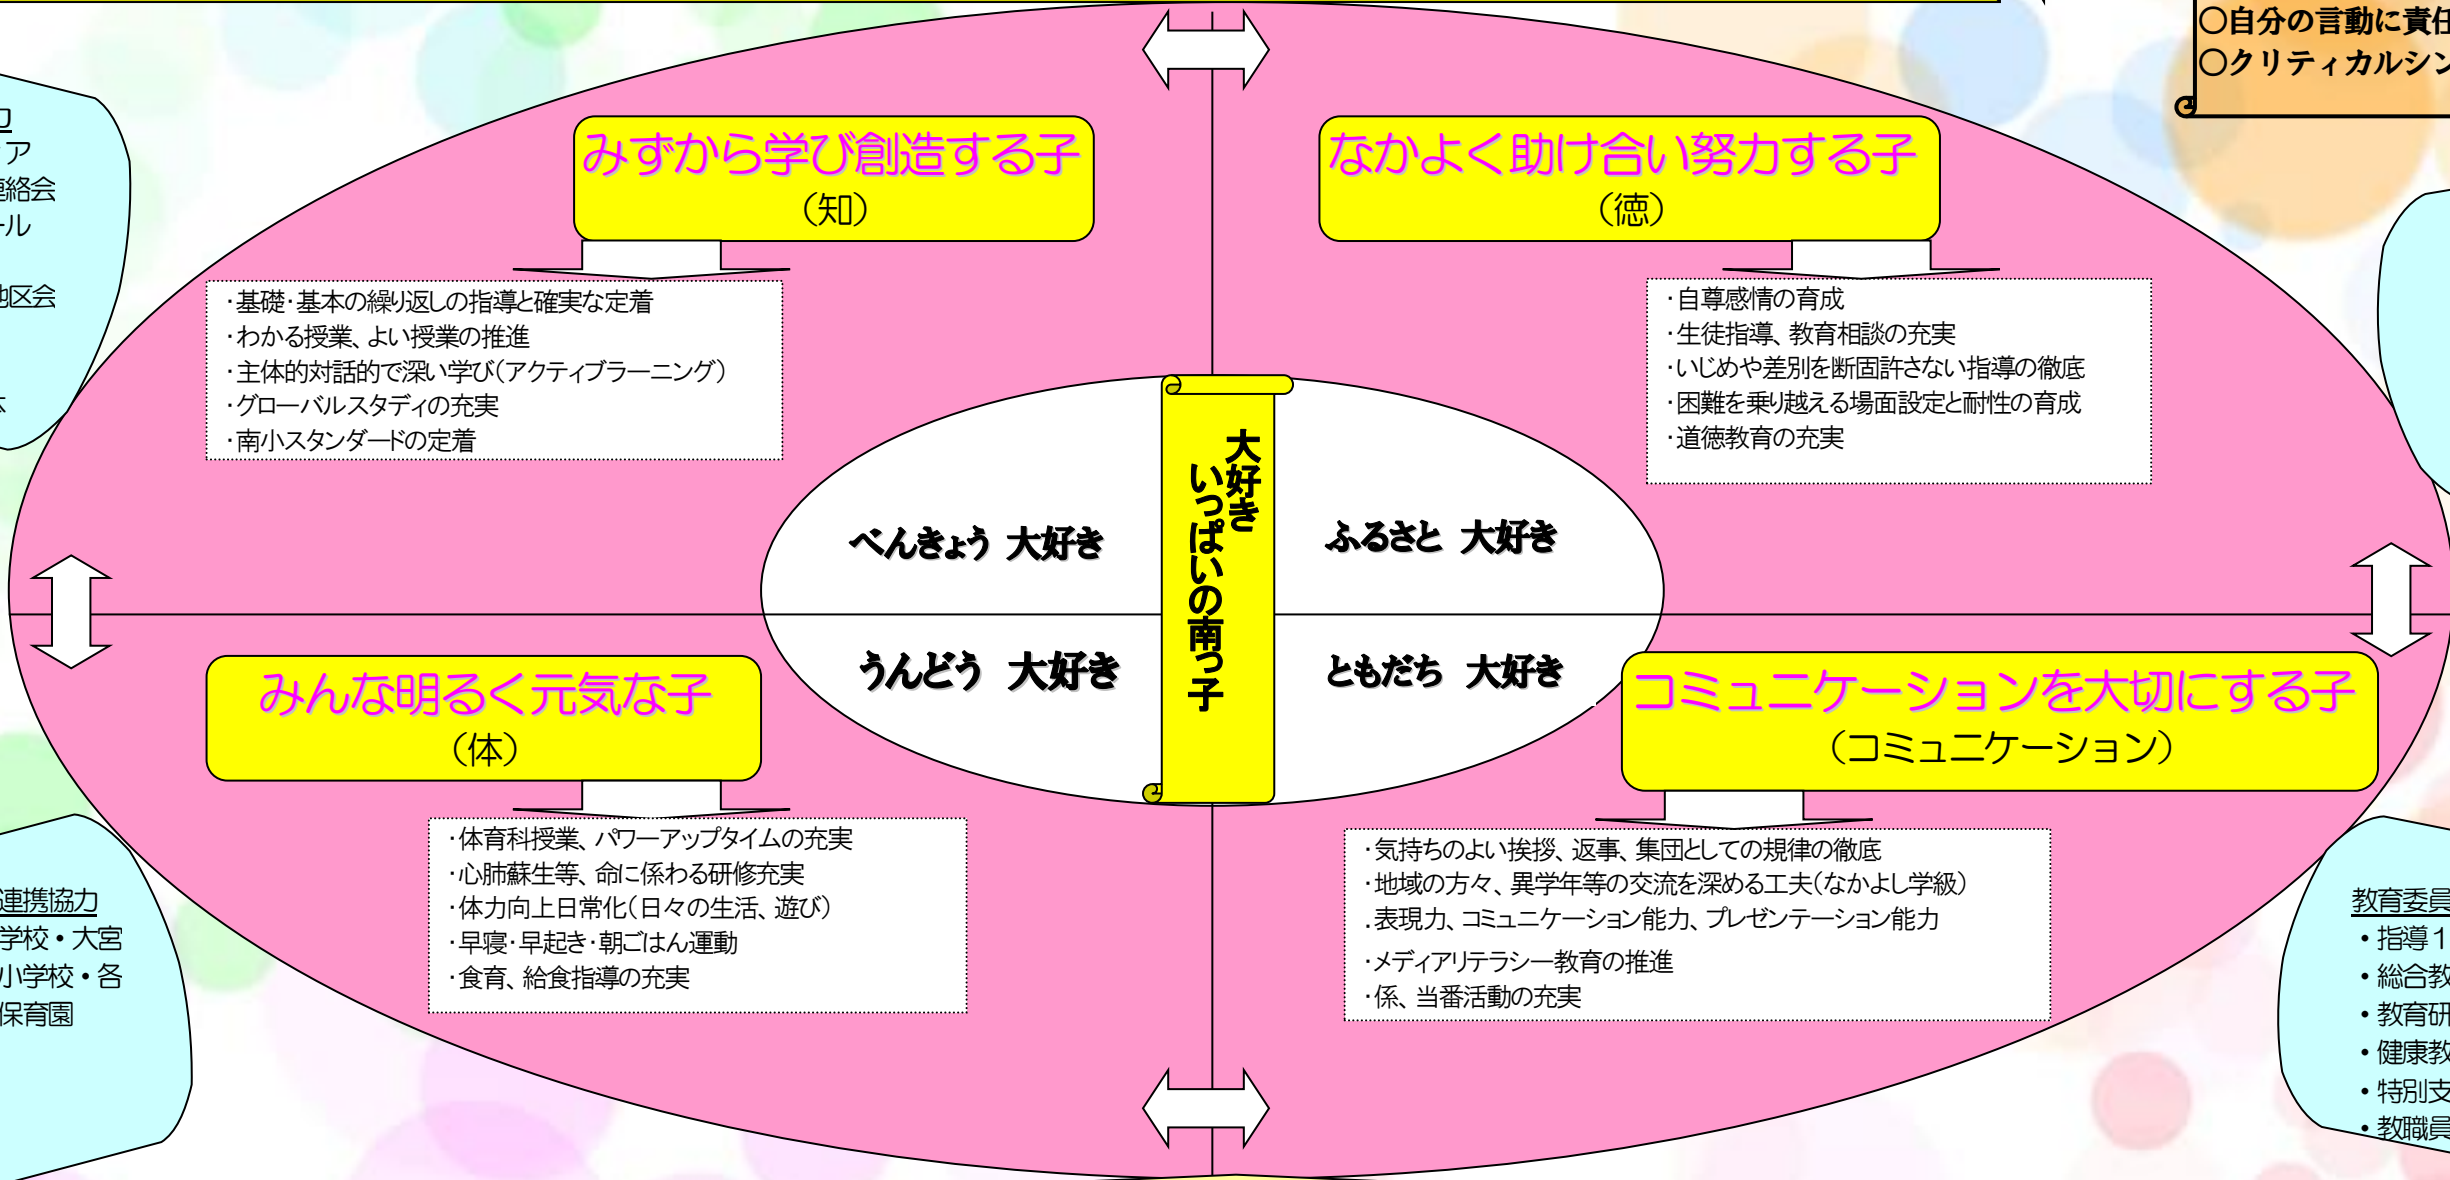 ○自分の言動に責任
○クリティカルシン
連絡会
ール
地区会
みずから学び創造する子
（知）
・基礎・基本の繰り返しの指導と確実な定着
・わかる授業、よい授業の推進
・主体的対話的で深い学び（アクティブラーニング）
・グローバルスタディの充実
・南小スタンダードの定着
なかよく助け合い努力する子
（徳）
・自尊感情の育成
・生徒指導、教育相談の充実
・いじめや差別を断固許さない指導の徹底
・困難を乗り越える場面設定と耐性の育成
・道徳教育の充実
大好き
いっぱいの南っ子
べんきょう 大好き
ふるさと 大好き
うんどう 大好き
ともだち 大好き
みんな明るく元気な子
（体）
・体育科授業、パワーアップタイムの充実
・心肺蘇生等、命に係わる研修充実
・体力向上日常化（日々の生活、遊び）
・早寝・早起き・朝ごはん運動
・食育、給食指導の充実
コミュニケーションを大切にする子
（コミュニケーション）
・気持ちのよい挨拶、返事、集団としての規律の徹底
・地域の方々、異学年等の交流を深める工夫（なかよし学級）
．表現力、コミュニケーション能力、プレゼンテーション能力
・メディアリテラシー教育の推進
・係、当番活動の充実
連携協力
学校・大宮
小学校・各
保育園
教育委員
・指導１
・総合教
・教育研
・健康教
・特別支
・教職員